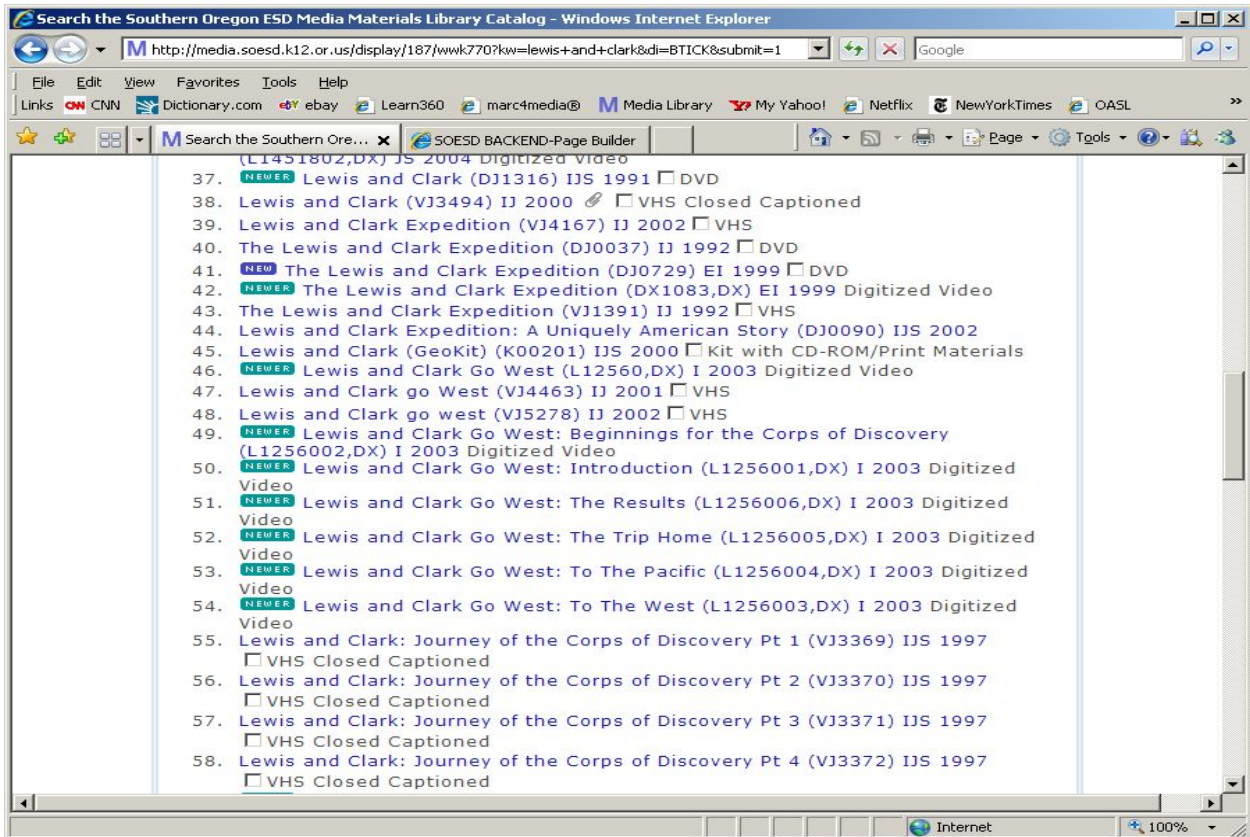 Search the Southern Oregon ESD Media Materials Library Catalog - Windows Internet Explorer
http://media.soesd.k12.or.us/display/187/wwk770?kw=lewis+and+clark&di=BTICK&submit=1
Google
File Edit View Favorites Tools Help
Links CNN CNN Dictionary.com ebY ebay Learn360 marc4media® M Media Library Y! My Yahoo! Netflix NewYorkTimes OASL »
M Search the Southern Ore... x SOESD BACKEND-Page Builder Page Tools
(L1451802,DX) JS 2004 Digitized Video
37. NEWER Lewis and Clark (DJ1316) IJS 1991 DVD
38. Lewis and Clark (VJ3494) IJ 2000 VHS Closed Captioned
39. Lewis and Clark Expedition (VJ4167) IJ 2002 VHS
40. The Lewis and Clark Expedition (DJ0037) IJ 1992 DVD
41. NEW The Lewis and Clark Expedition (DJ0729) EI 1999 DVD
42. NEWER The Lewis and Clark Expedition (DX1083,DX) EI 1999 Digitized Video
43. The Lewis and Clark Expedition (VJ1391) IJ 1992 VHS
44. Lewis and Clark Expedition: A Uniquely American Story (DJ0090) IJS 2002
45. Lewis and Clark (GeoKit) (K00201) IJS 2000 Kit with CD-ROM/Print Materials
46. NEWER Lewis and Clark Go West (L12560,DX) I 2003 Digitized Video
47. Lewis and Clark go West (VJ4463) IJ 2001 VHS
48. Lewis and Clark go west (VJ5278) IJ 2002 VHS
49. NEWER Lewis and Clark Go West: Beginnings for the Corps of Discovery
(L1256002,DX) I 2003 Digitized Video
50. NEWER Lewis and Clark Go West: Introduction (L1256001,DX) I 2003 Digitized
Video
51. NEWER Lewis and Clark Go West: The Results (L1256006,DX) I 2003 Digitized
Video
52. NEWER Lewis and Clark Go West: The Trip Home (L1256005,DX) I 2003 Digitized
Video
53. NEWER Lewis and Clark Go West: To The Pacific (L1256004,DX) I 2003 Digitized
Video
54. NEWER Lewis and Clark Go West: To The West (L1256003,DX) I 2003 Digitized
Video
55. Lewis and Clark: Journey of the Corps of Discovery Pt 1 (VJ3369) IJS 1997
VHS Closed Captioned
56. Lewis and Clark: Journey of the Corps of Discovery Pt 2 (VJ3370) IJS 1997
VHS Closed Captioned
57. Lewis and Clark: Journey of the Corps of Discovery Pt 3 (VJ3371) IJS 1997
VHS Closed Captioned
58. Lewis and Clark: Journey of the Corps of Discovery Pt 4 (VJ3372) IJS 1997
VHS Closed Captioned
Internet 100%